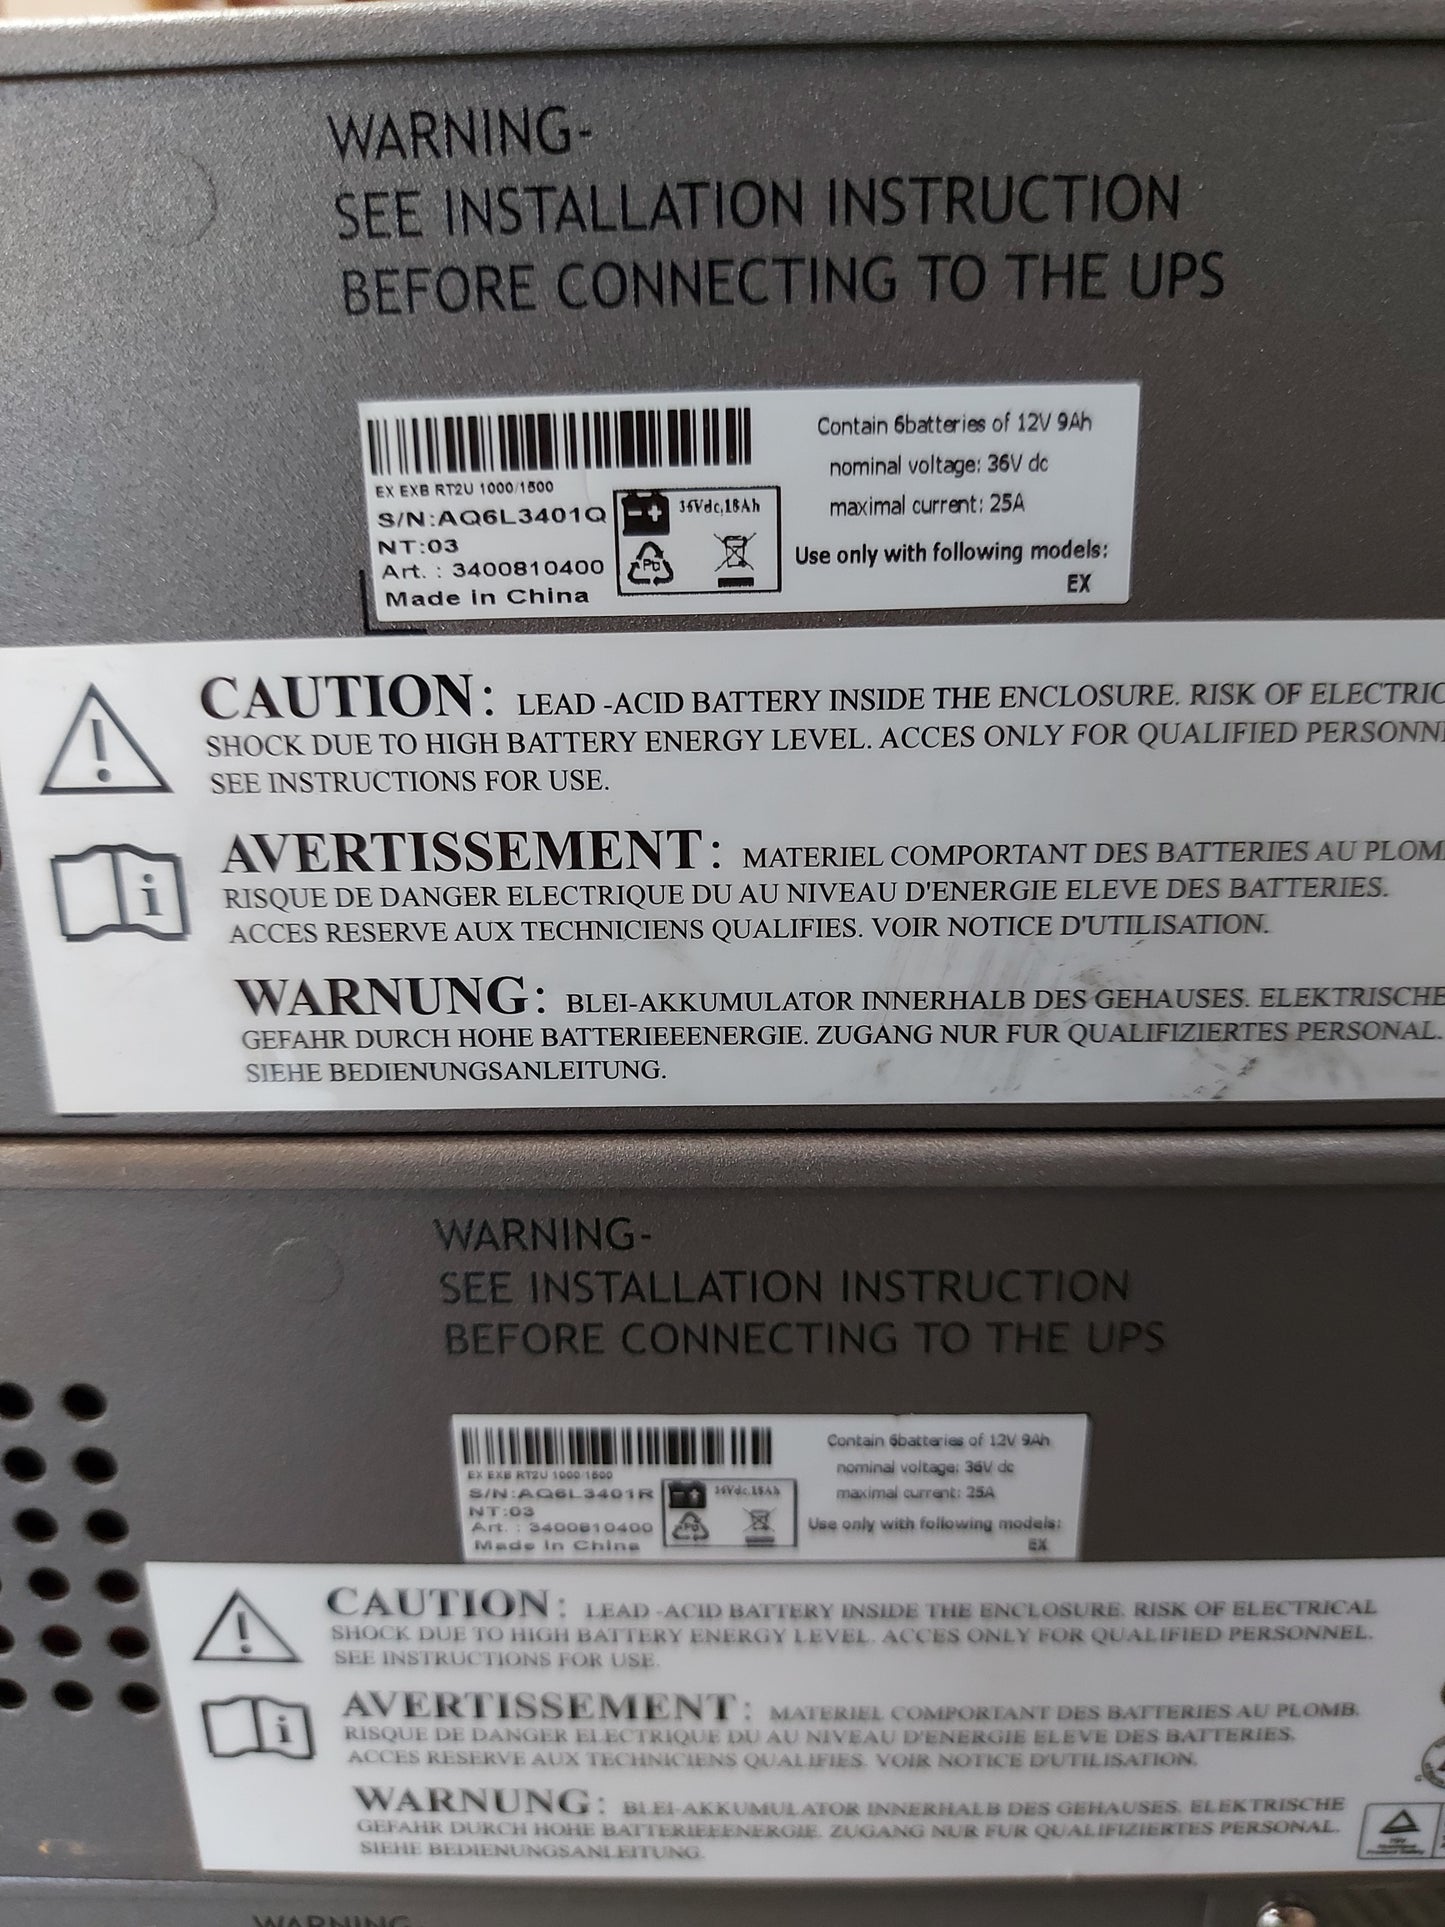 WARNING-
SEE INSTALLATION INSTRUCTION
BEFORE CONNECTING TO THE UPS
EX EXB RT2U 1000/1500
S/N:AQ6L3401Q
NT:03
Art. : 3400810400
Made in China
36Vdc,18Ah
Pb
Contain 6batteries of 12V 9Ah
nominal voltage: 36V dc
maximal current: 25A
Use only with following models:
EX
CAUTION: LEAD -ACID BATTERY INSIDE THE ENCLOSURE. RISK OF ELECTRIC
SHOCK DUE TO HIGH BATTERY ENERGY LEVEL. ACCES ONLY FOR QUALIFIED PERSONN
SEE INSTRUCTIONS FOR USE.
AVERTISSEMENT: MATERIEL COMPORTANT DES BATTERIES AU PLOM
RISQUE DE DANGER ELECTRIQUE DU AU NIVEAU D'ENERGIE ELEVE DES BATTERIES.
ACCES RESERVE AUX TECHNICIENS QUALIFIES. VOIR NOTICE D'UTILISATION.
WARNUNG: BLEI-AKKUMULATOR INNERHALB DES GEHAUSES. ELEKTRISCHE
GEFAHR DURCH HOHE BATTERIEEENERGIE. ZUGANG NUR FUR QUALIFIZIERTES PERSONAL.
SIEHE BEDIENUNGSANLEITUNG.
WARNING-
SEE INSTALLATION INSTRUCTION
BEFORE CONNECTING TO THE UPS
EX EXB RT2U 1000/1500
S/N:AQ6L3401R
NT:03
Art. : 3400810400
Made in China
36Vdc,18Ah
Pb
Contain 6batteries of 12V 9Ah
nominal voltage: 36V dc
maximal current: 25A
Use only with following models:
EX
CAUTION: LEAD -ACID BATTERY INSIDE THE ENCLOSURE. RISK OF ELECTRICAL
SHOCK DUE TO HIGH BATTERY ENERGY LEVEL. ACCES ONLY FOR QUALIFIED PERSONNEL.
SEE INSTRUCTIONS FOR USE.
AVERTISSEMENT: MATERIEL COMPORTANT DES BATTERIES AU PLOMB.
RISQUE DE DANGER ELECTRIQUE DU AU NIVEAU D'ENERGIE ELEVE DES BATTERIES.
ACCES RESERVE AUX TECHNICIENS QUALIFIES. VOIR NOTICE D'UTILISATION.
WARNUNG: BLEI-AKKUMULATOR INNERHALB DES GEHAUSES. ELEKTRISCHE
GEFAHR DURCH HOHE BATTERIEEENERGIE. ZUGANG NUR FUR QUALIFIZIERTES PERSONAL.
SIEHE BEDIENUNGSANLEITUNG.
WARNING-